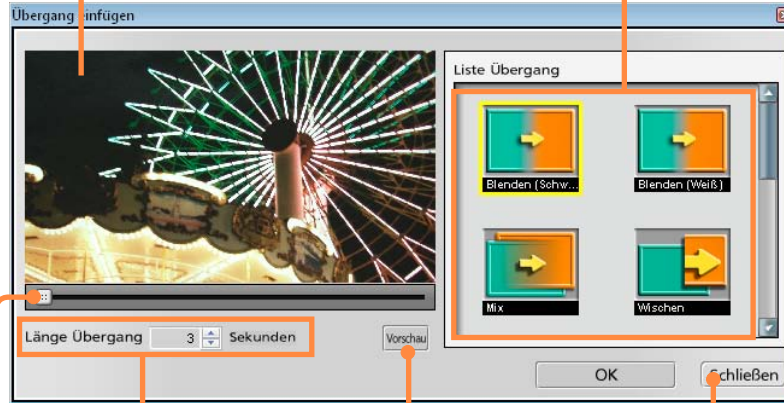 Übergang einfügen
Liste Übergang
Blenden (Schw...
Blenden (Weiß)
Mix
Wischen
Länge Übergang 3 Sekunden
Vorschau
OK
Schließen